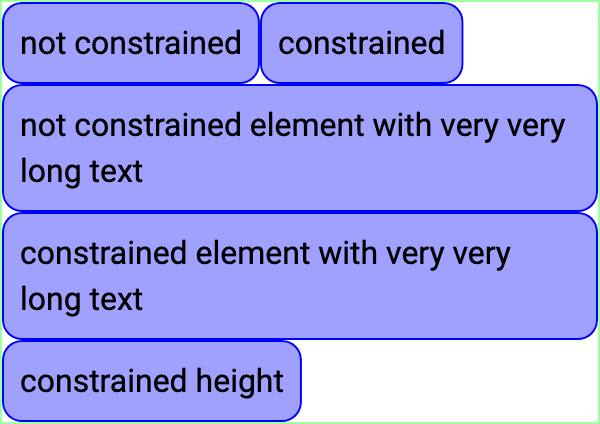 not constrained constrained
not constrained element with very very
long text
constrained element with very very
long text
constrained height